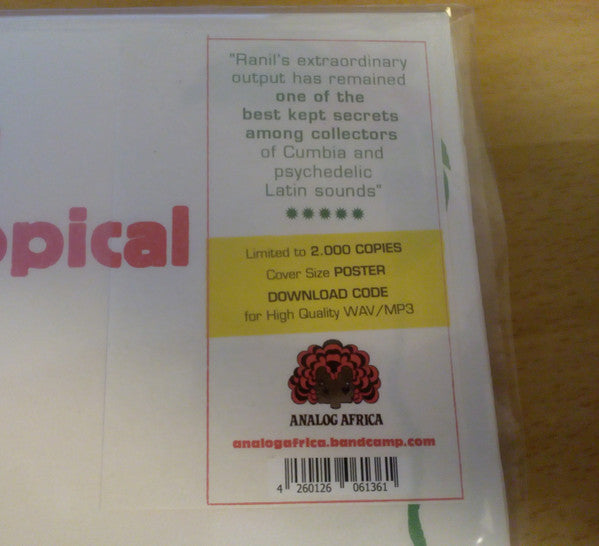 "Ranil's extraordinary
output has remained
one of the
best kept secrets
among collectors
of Cumbia and
psychedelic
Latin sounds"
opical
Limited to 2.000 COPIES
Cover Size POSTER
DOWNLOAD CODE
for High Quality WAV/MP3
ANALOG AFRICA
analogafrica.bandcamp.com
4 260126 061361